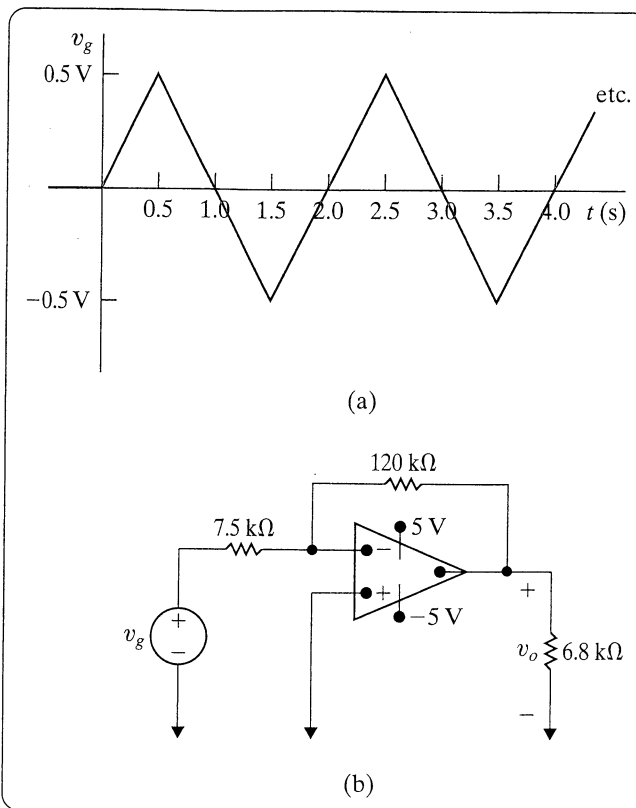 v_g
0.5 V
etc.
0.5 1.0 1.5 2.0 2.5 3.0 3.5 4.0 t (s)
−0.5 V
(a)
120 kΩ
7.5 kΩ
5 V
−
+
−5 V
+
v_g
+
−
v_o
6.8 kΩ
−
(b)